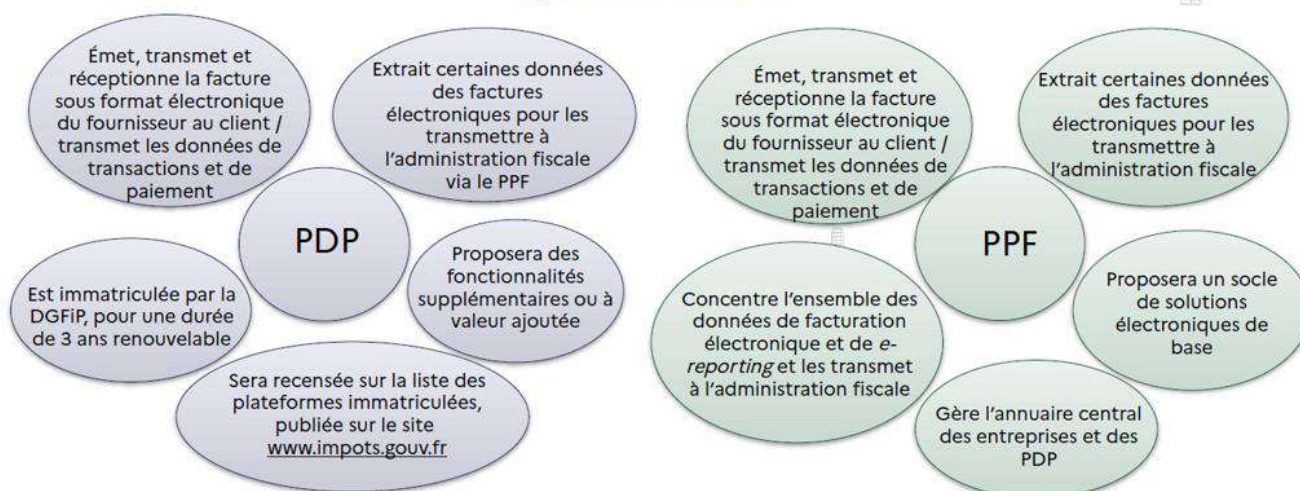 Émet, transmet et
réceptionne la facture
sous format électronique
du fournisseur au client /
transmet les données de
transactions et de
paiement
Extrait certaines données
des factures
électroniques pour les
transmettre à
l'administration fiscale
via le PPF
PDP
Est immatriculée par la
DGFiP, pour une durée
de 3 ans renouvelable
Proposera des
fonctionnalités
supplémentaires ou à
valeur ajoutée
Sera recensée sur la liste des
plateformes immatriculées,
publiée sur le site
www.impots.gouv.fr
Émet, transmet et
réceptionne la facture
sous format électronique
du fournisseur au client /
transmet les données de
transactions et de
paiement
Extrait certaines données
des factures
électroniques pour les
transmettre à
l'administration fiscale
PPF
Concentre l'ensemble des
données de facturation
électronique et de e-
reporting et les transmet
à l'administration fiscale
Proposera un socle
de solutions
électroniques de
base
Gère l'annuaire central
des entreprises et des
PDP